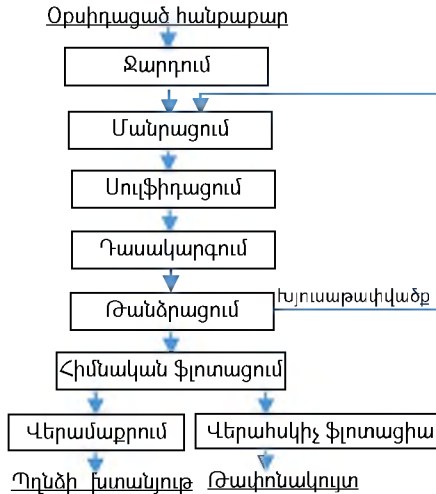 Օքսիդացած հանքաքար
Ջարդում
Մանրացում
Սուլֆիդացում
Դասակարգում
Խյուսաթափվածք
Թանձրացում
Հիմնական ֆլոտացում
Վերամաքրում
Վերահսկիչ ֆլոտացիա
Պղնձի խտանյութ
Թափոնակույտ